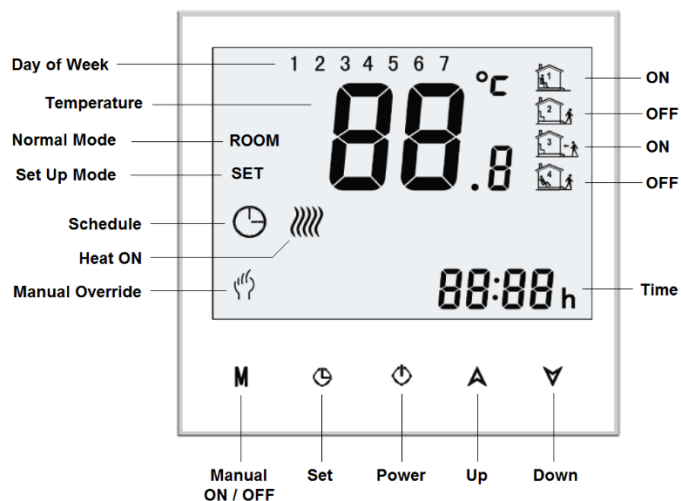 Day of Week
1 2 3 4 5 6 7
Temperature
88.8
°C
1
ON
2
OFF
3
ON
4
OFF
Normal Mode
ROOM
Set Up Mode
SET
Schedule
Heat ON
Manual Override
88:88 h
Time
M
Manual
ON / OFF
Set
Power
Up
Down